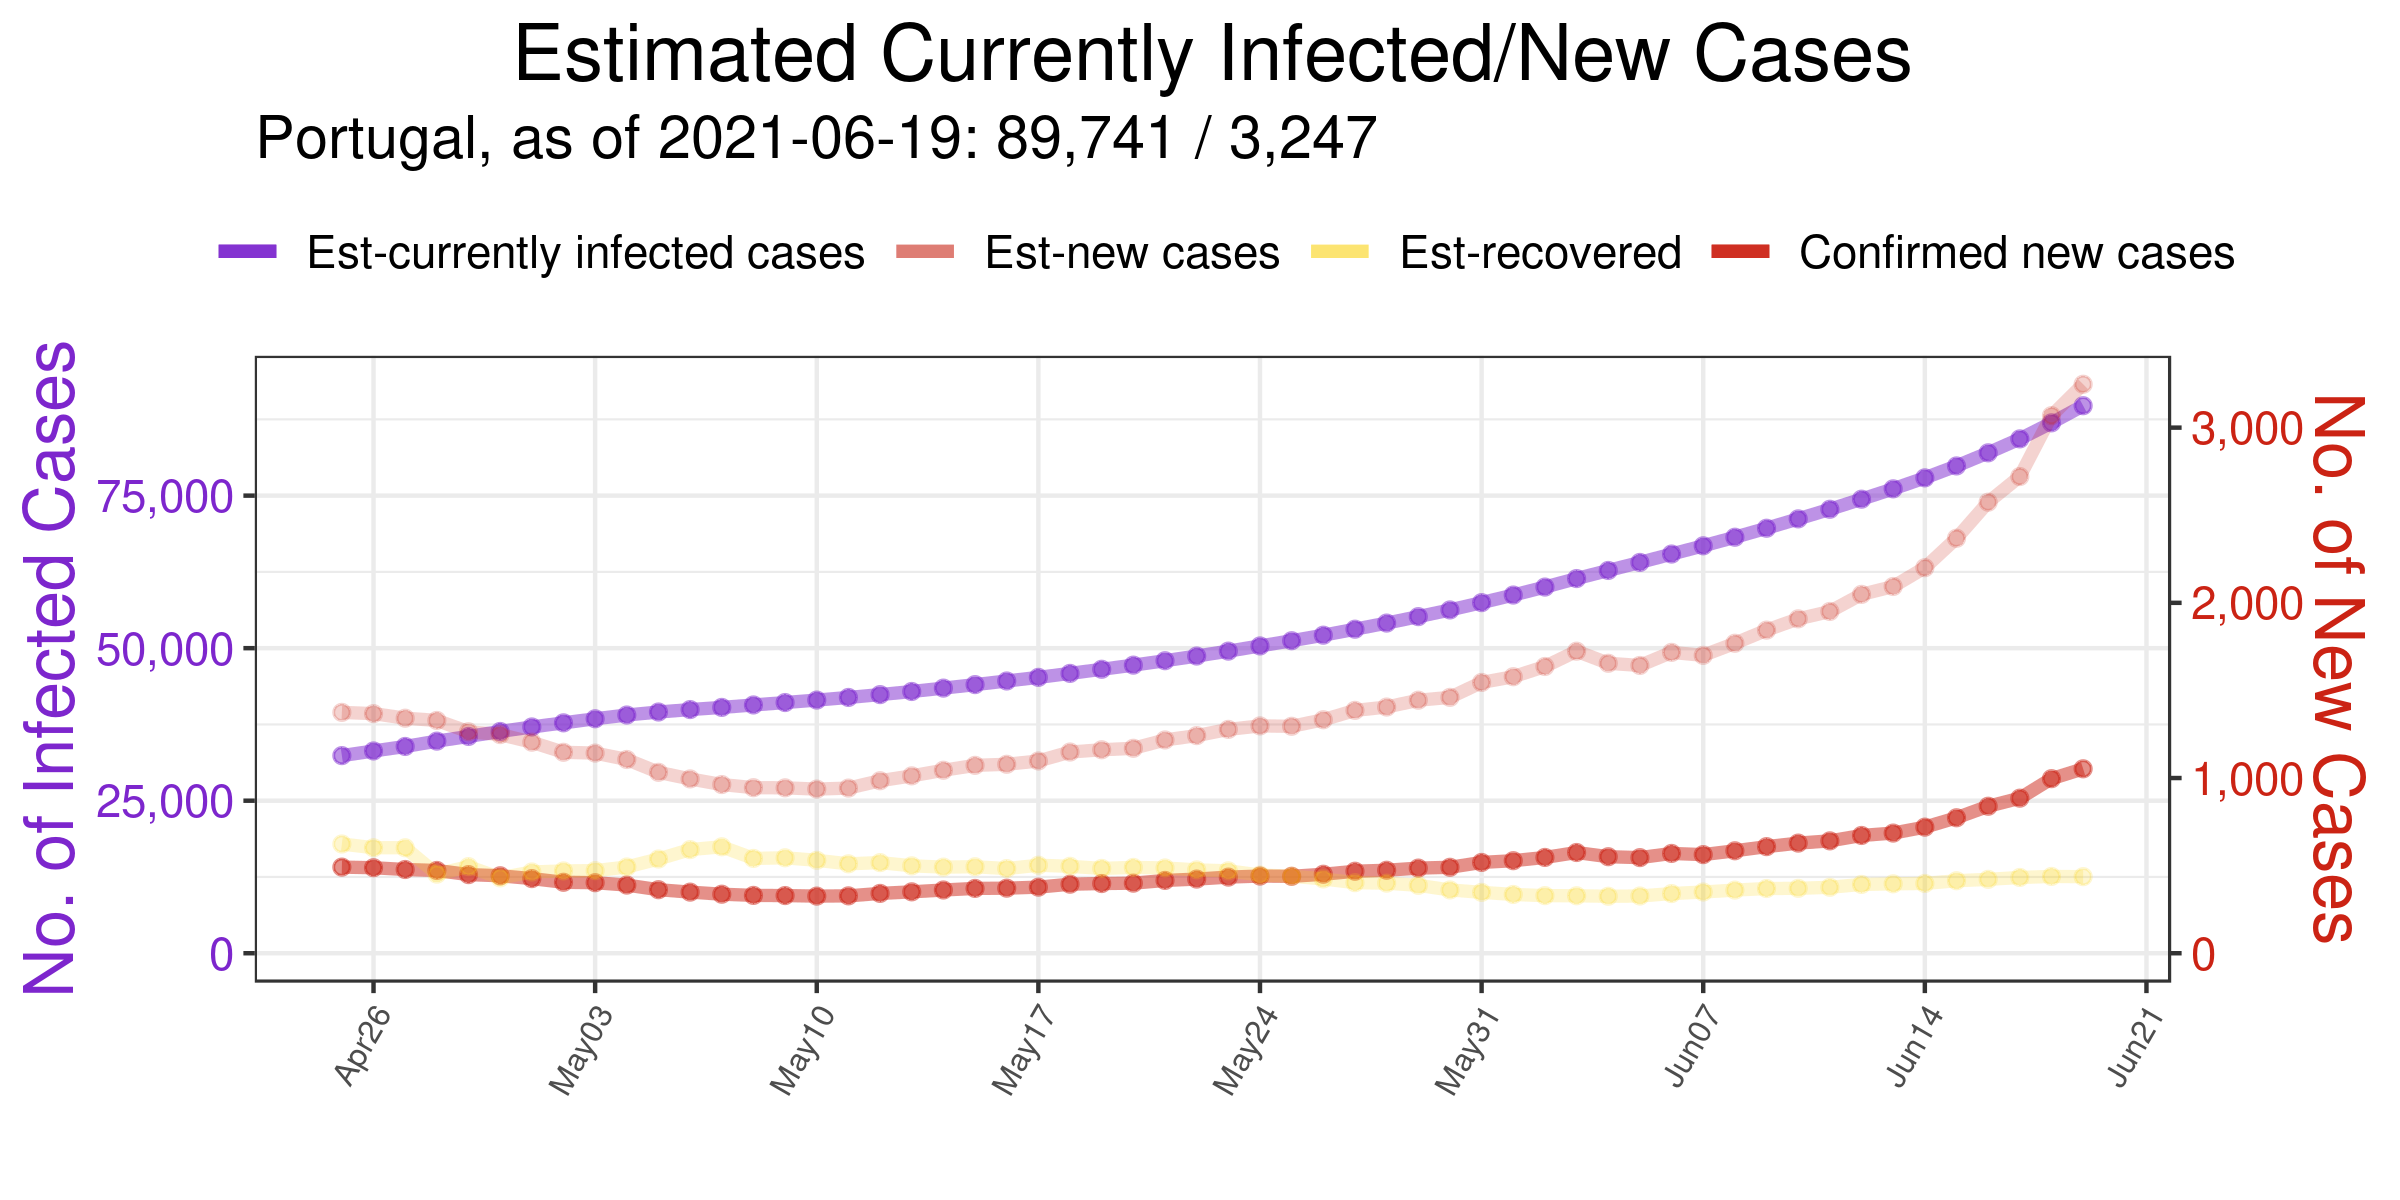 Estimated Currently Infected/New Cases
Portugal, as of 2021-06-19: 89,741 / 3,247
Est-currently infected cases Est-new cases Est-recovered Confirmed new cases
No. of Infected Cases
75,000
50,000
25,000
0
3,000
2,000
1,000
0
No. of New Cases
Apr26 May03 May10 May17 May24 May31 Jun07 Jun14 Jun21